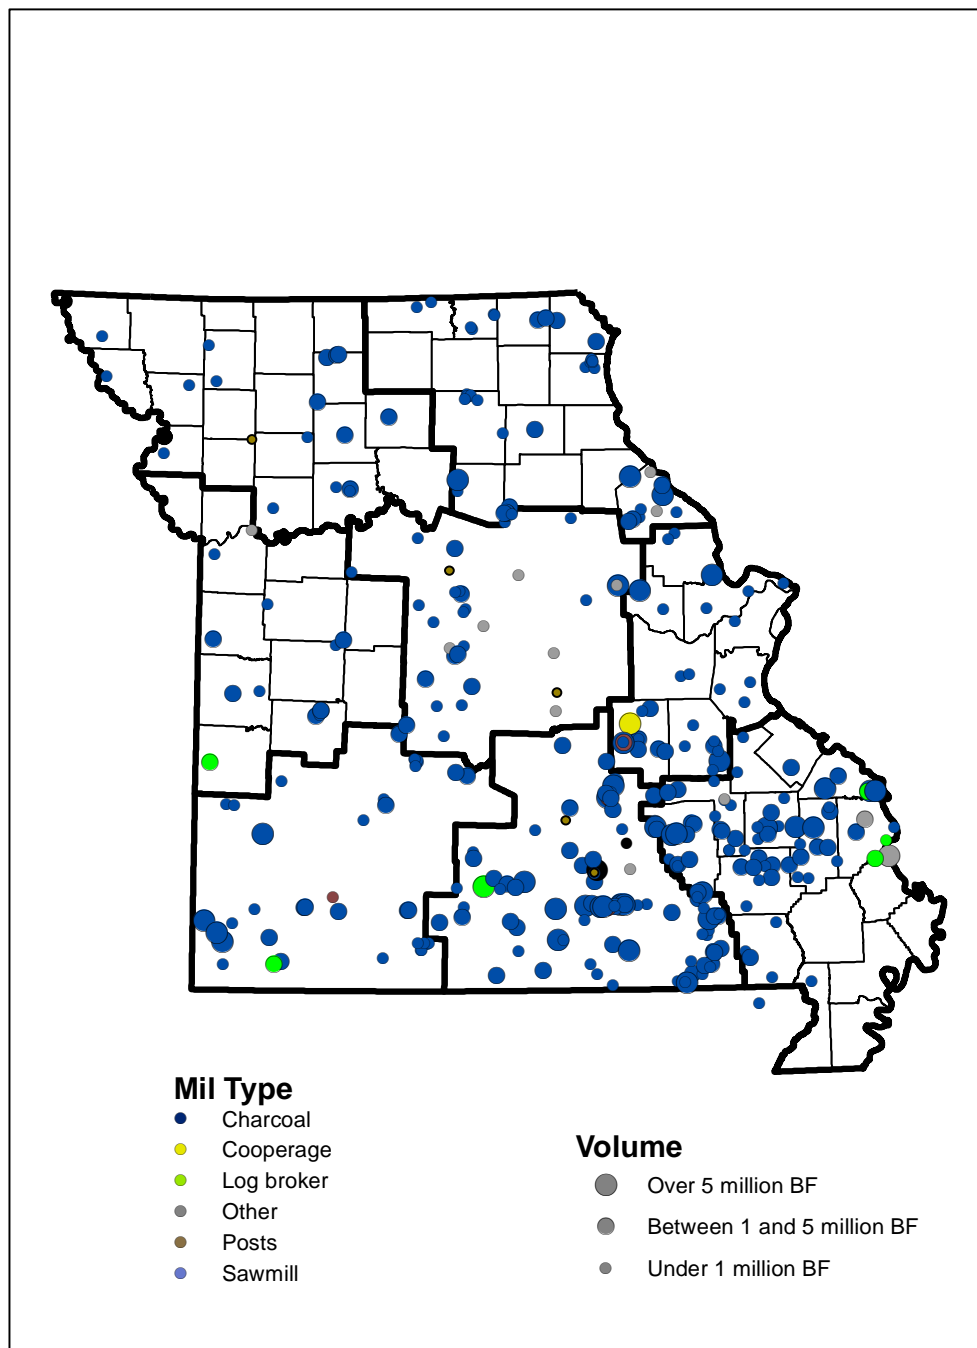 Mil Type
Charcoal
Cooperage
Log broker
Other
Posts
Sawmill
Volume
Over 5 million BF
Between 1 and 5 million BF
Under 1 million BF